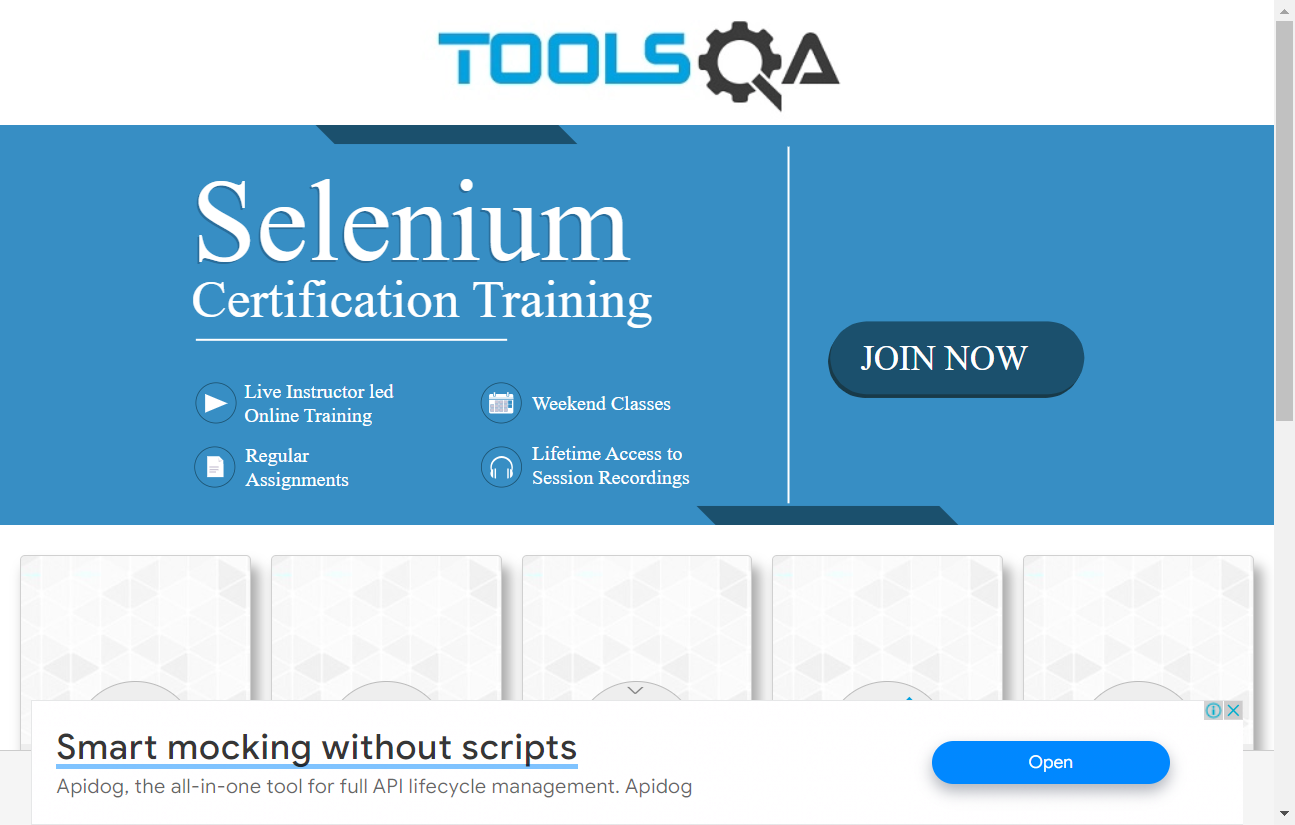 TOOLSQA
Selenium
Certification Training
JOIN NOW
Live Instructor led
Online Training
Weekend Classes
Regular
Assignments
Lifetime Access to
Session Recordings
Smart mocking without scripts
Apidog, the all-in-one tool for full API lifecycle management. Apidog
Open